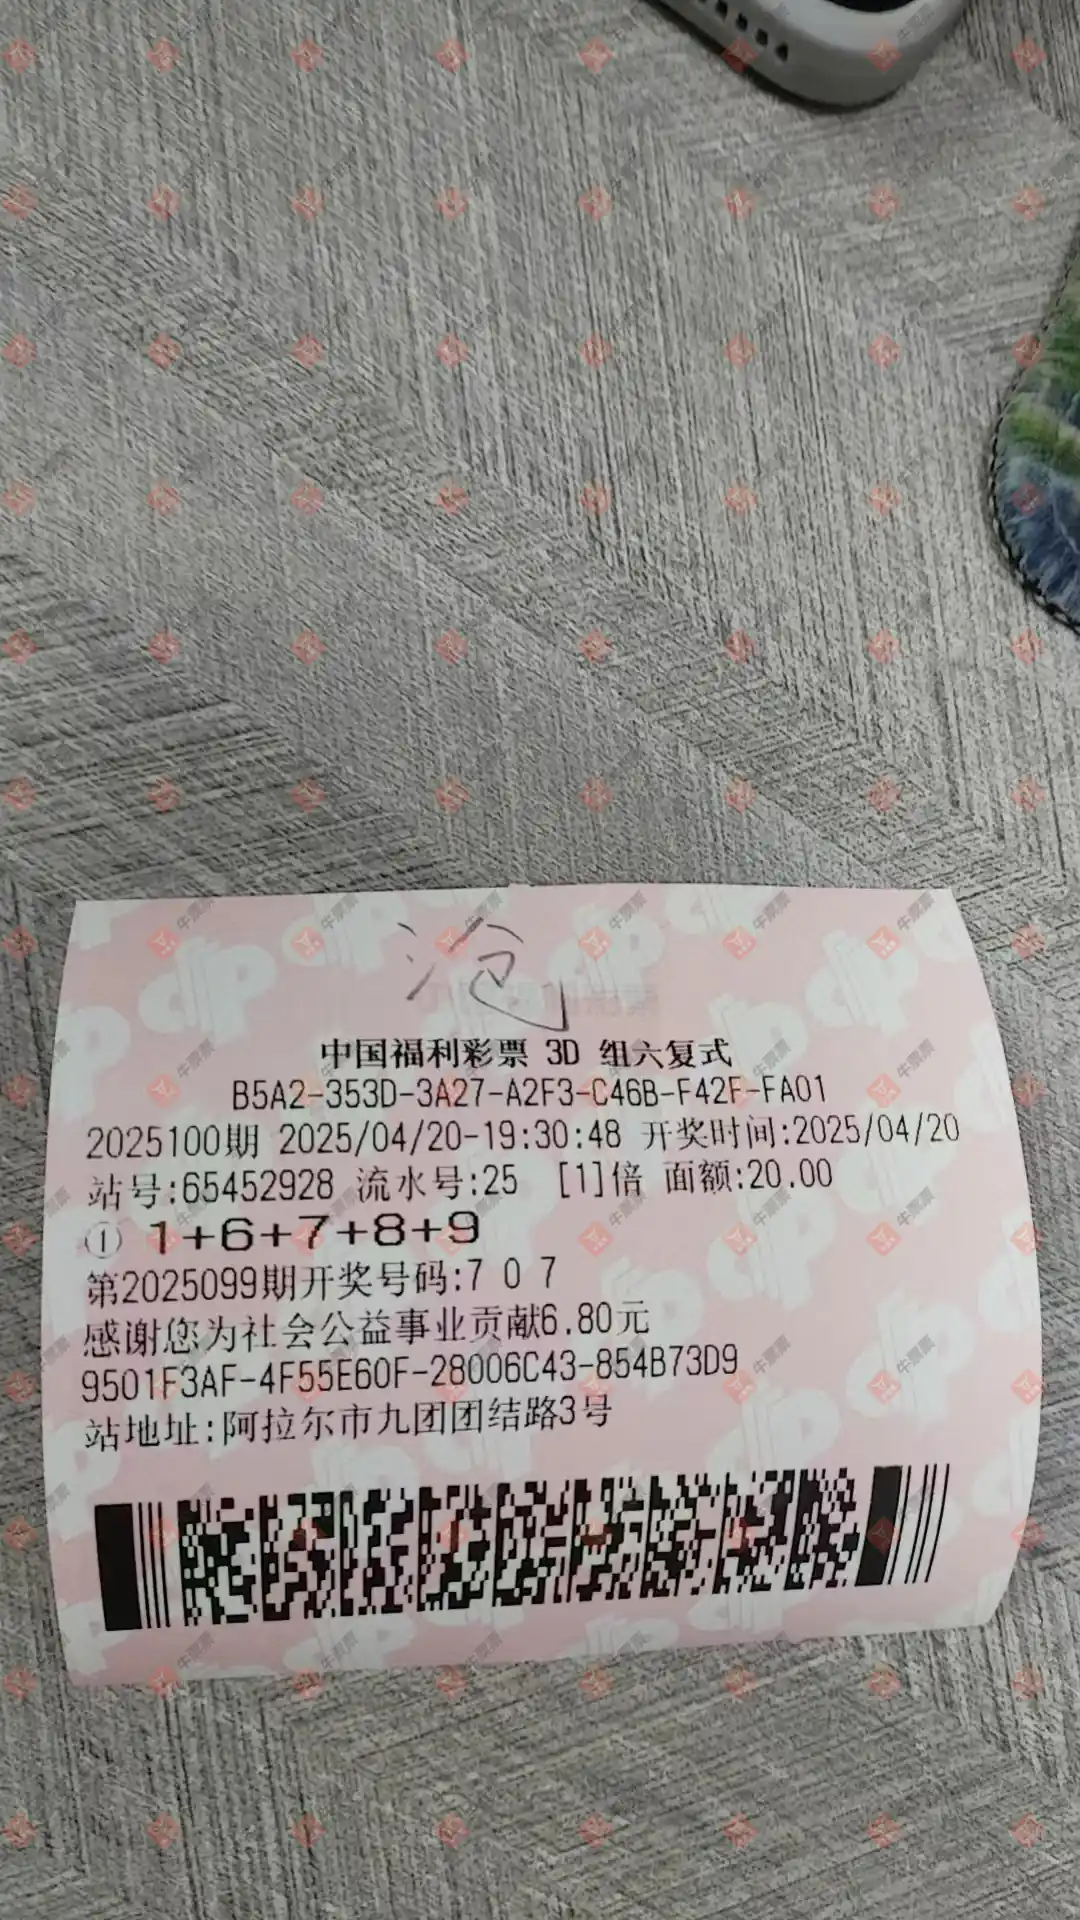 泡
中国福利彩票 3D 组六复式
B5A2-353D-3A27-A2F3-C46B-F42F-FA01
2025100期 2025/04/20-19:30:48 开奖时间:2025/04/20
站号:65452928 流水号:25 [1]倍 面额:20.00
① 1+6+7+8+9
第2025099期开奖号码:7 0 7
感谢您为社会公益事业贡献6.80元
9501F3AF-4F55E60F-28006C43-854B73D9
站地址:阿拉尔市九团团结路3号